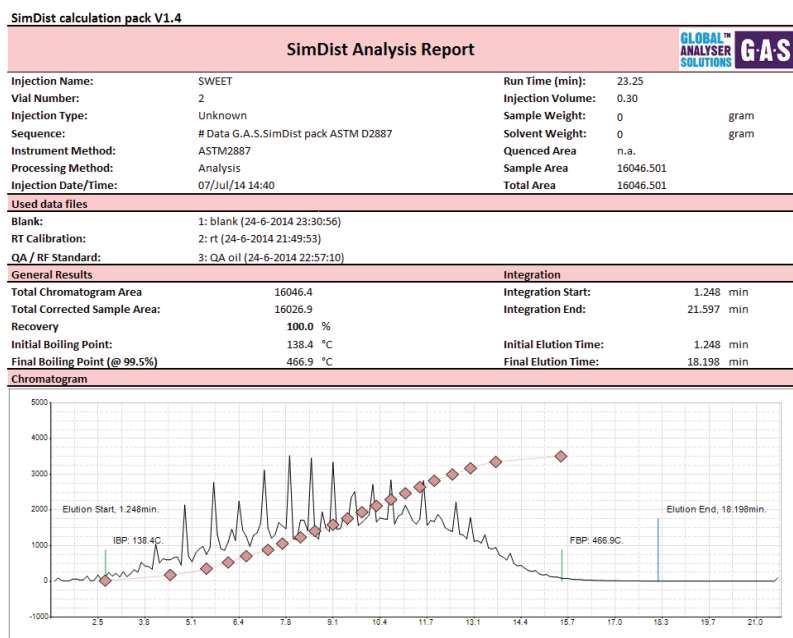 SimDist calculation pack V1.4
SimDist Analysis Report
GLOBAL™
ANALYSER
SOLUTIONS
G·A·S
Injection Name: SWEET Run Time (min): 23.25
Vial Number: 2 Injection Volume: 0.30
Injection Type: Unknown Sample Weight: 0 gram
Sequence: # Data G.A.S.SimDist pack ASTM D2887 Solvent Weight: 0 gram
Instrument Method: ASTM2887 Quenced Area n.a.
Processing Method: Analysis Sample Area 16046.501
Injection Date/Time: 07/Jul/14 14:40 Total Area 16046.501
Used data files
Blank: 1: blank (24-6-2014 23:30:56)
RT Calibration: 2: rt (24-6-2014 21:49:53)
QA / RF Standard: 3: QA oil (24-6-2014 22:57:10)
General Results Integration
Total Chromatogram Area 16046.4 Integration Start: 1.248 min
Total Corrected Sample Area: 16026.9 Integration End: 21.597 min
Recovery 100.0 %
Initial Boiling Point: 138.4 °C Initial Elution Time: 1.248 min
Final Boiling Point (@ 99.5%) 466.9 °C Final Elution Time: 18.198 min
Chromatogram
5000
4000
3000
2000
1000
0
-1000
Elution Start, 1.248min.
IBP: 138.4C.
FBP: 466.9C.
Elution End, 18.198min.
2.5 3.8 5.1 6.4 7.8 9.1 10.4 11.7 13.1 14.4 15.7 17.0 18.3 19.7 21.0